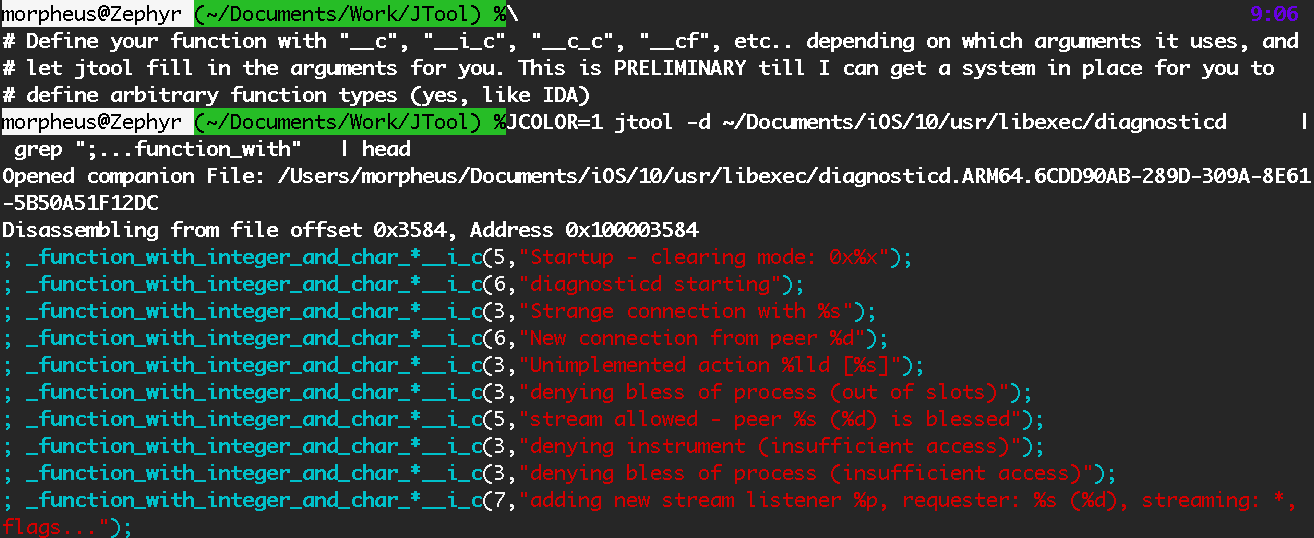 morpheus@Zephyr (~/Documents/Work/JTool) %\ 9:06
# Define your function with "__c", "__i_c", "__c_c", "__cf", etc.. depending on which arguments it uses, and
# let jtool fill in the arguments for you. This is PRELIMINARY till I can get a system in place for you to
# define arbitrary function types (yes, like IDA)
morpheus@Zephyr (~/Documents/Work/JTool) %JCOLOR=1 jtool -d ~/Documents/iOS/10/usr/libexec/diagnosticd |
grep ";...function_with" | head
Opened companion File: /Users/morpheus/Documents/iOS/10/usr/libexec/diagnosticd.ARM64.6CDD90AB-289D-309A-8E61
-5B50A51F12DC
Disassembling from file offset 0x3584, Address 0x100003584
; _function_with_integer_and_char_*__i_c(5,"Startup - clearing mode: 0x%x");
; _function_with_integer_and_char_*__i_c(6,"diagnosticd starting");
; _function_with_integer_and_char_*__i_c(3,"Strange connection with %s");
; _function_with_integer_and_char_*__i_c(6,"New connection from peer %d");
; _function_with_integer_and_char_*__i_c(3,"Unimplemented action %lld [%s]");
; _function_with_integer_and_char_*__i_c(3,"denying bless of process (out of slots)");
; _function_with_integer_and_char_*__i_c(5,"stream allowed - peer %s (%d) is blessed");
; _function_with_integer_and_char_*__i_c(3,"denying instrument (insufficient access)");
; _function_with_integer_and_char_*__i_c(3,"denying bless of process (insufficient access)");
; _function_with_integer_and_char_*__i_c(7,"adding new stream listener %p, requester: %s (%d), streaming: *,
flags...");